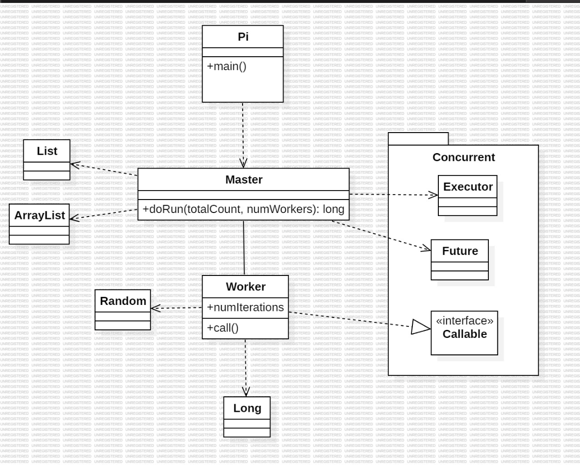 Pi
+main()
List
ArrayList
Master
+doRun(totalCount, numWorkers): long
Concurrent
Executor
Future
«interface»
Callable
Random
Worker
+numIterations
+call()
Long